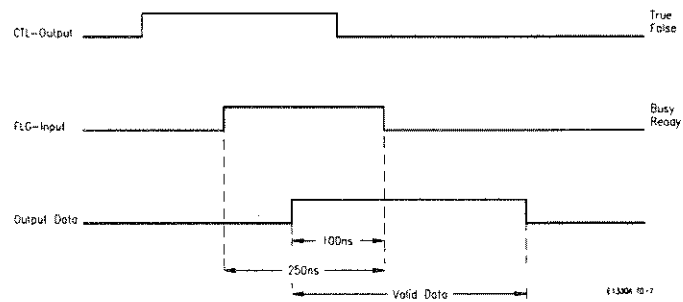 CTL-Output
True
False
FLG-Input
Busy
Ready
Output Data
100ns
250ns
Valid Data